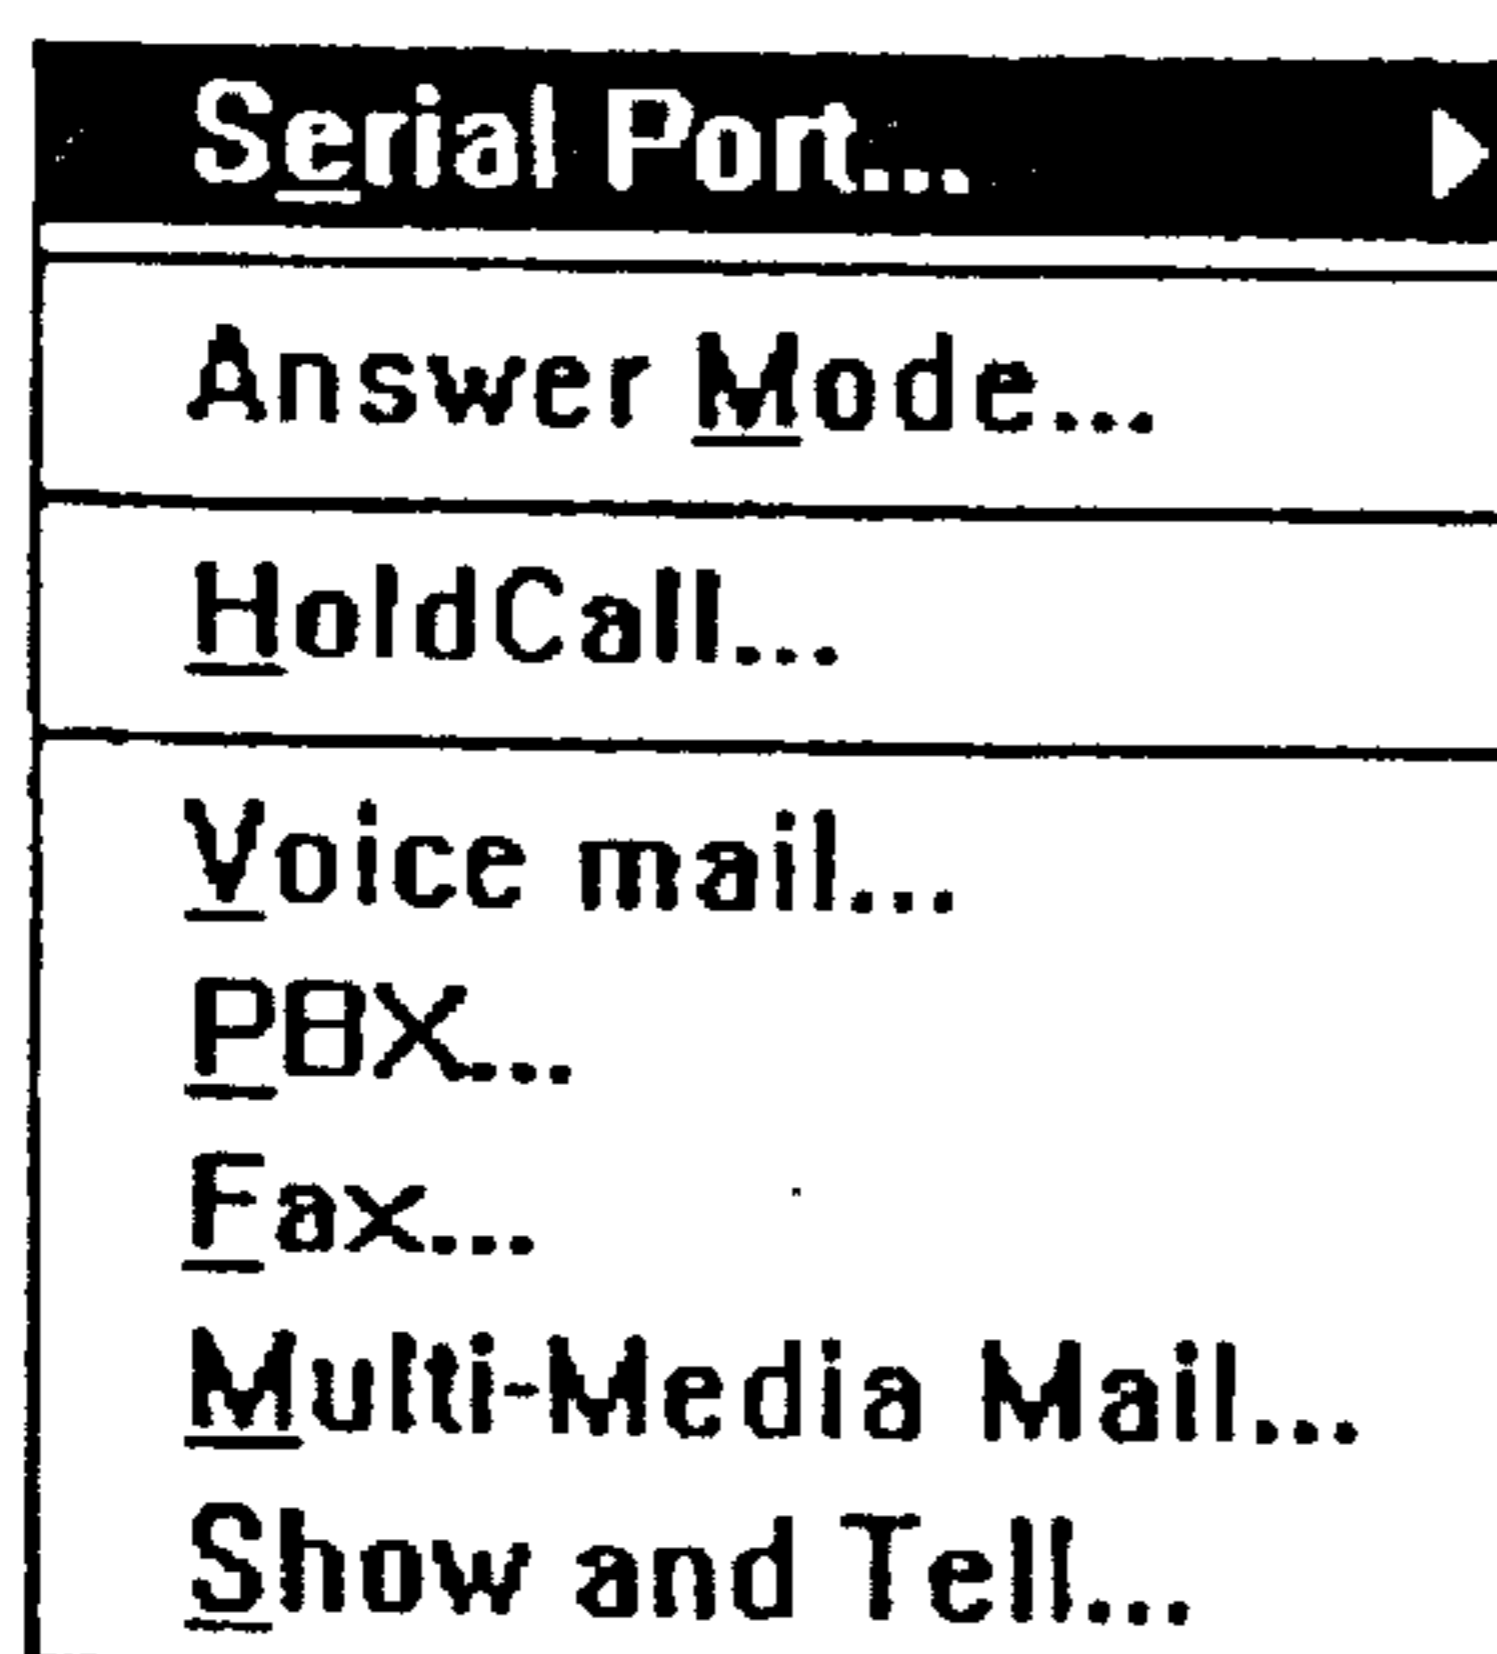 Serial Port...
Answer Mode...
HoldCall...
Voice mail...
PBX...
Fax...
Multi-Media Mail...
Show and Tell...